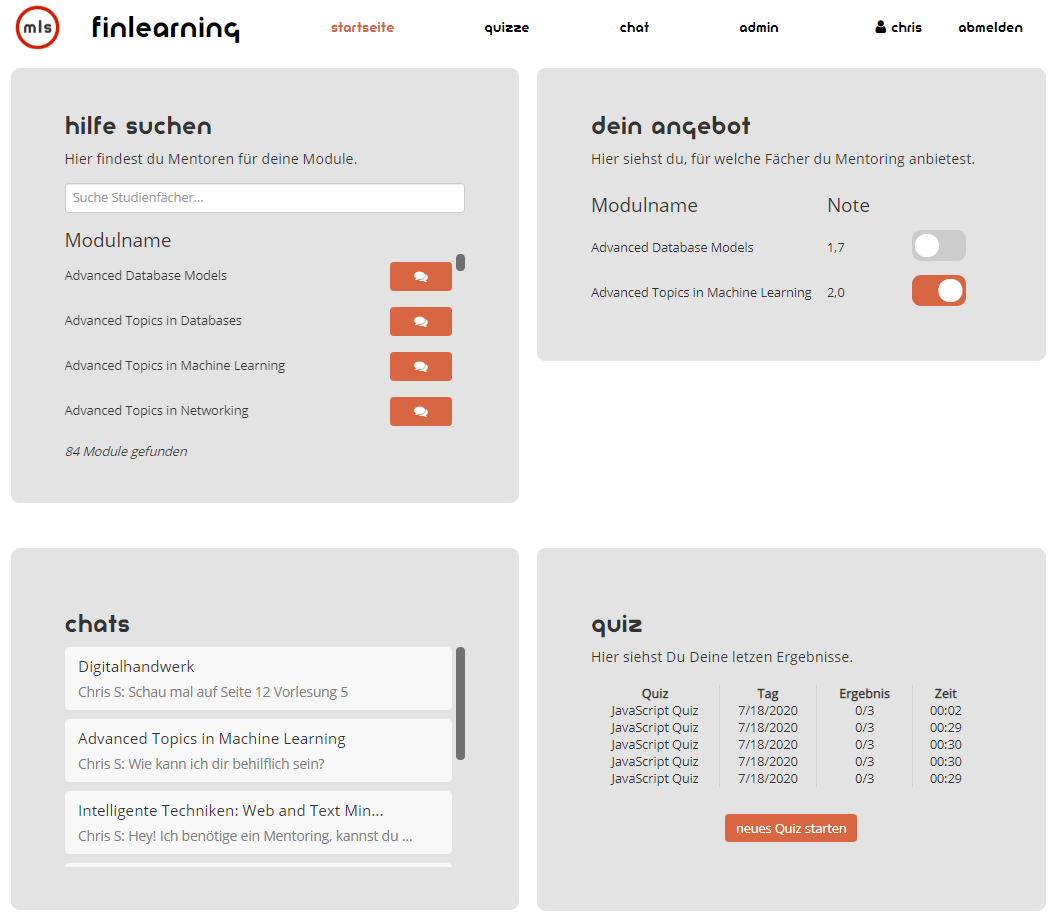 mls finlearning startseite quizze chat admin chris abmelden
hilfe suchen
Hier findest du Mentoren für deine Module.
Suche Studienfächer...
Modulname
Advanced Database Models
Advanced Topics in Databases
Advanced Topics in Machine Learning
Advanced Topics in Networking
84 Module gefunden
dein angebot
Hier siehst du, für welche Fächer du Mentoring anbietest.
Modulname Note
Advanced Database Models 1,7
Advanced Topics in Machine Learning 2,0
chats
Digitalhandwerk
Chris S: Schau mal auf Seite 12 Vorlesung 5
Advanced Topics in Machine Learning
Chris S: Wie kann ich dir behilflich sein?
Intelligente Techniken: Web and Text Min...
Chris S: Hey! Ich benötige ein Mentoring, kannst du ...
quiz
Hier siehst Du Deine letzen Ergebnisse.
Quiz Tag Ergebnis Zeit
JavaScript Quiz 7/18/2020 0/3 00:02
JavaScript Quiz 7/18/2020 0/3 00:29
JavaScript Quiz 7/18/2020 0/3 00:30
JavaScript Quiz 7/18/2020 0/3 00:30
JavaScript Quiz 7/18/2020 0/3 00:29
neues Quiz starten